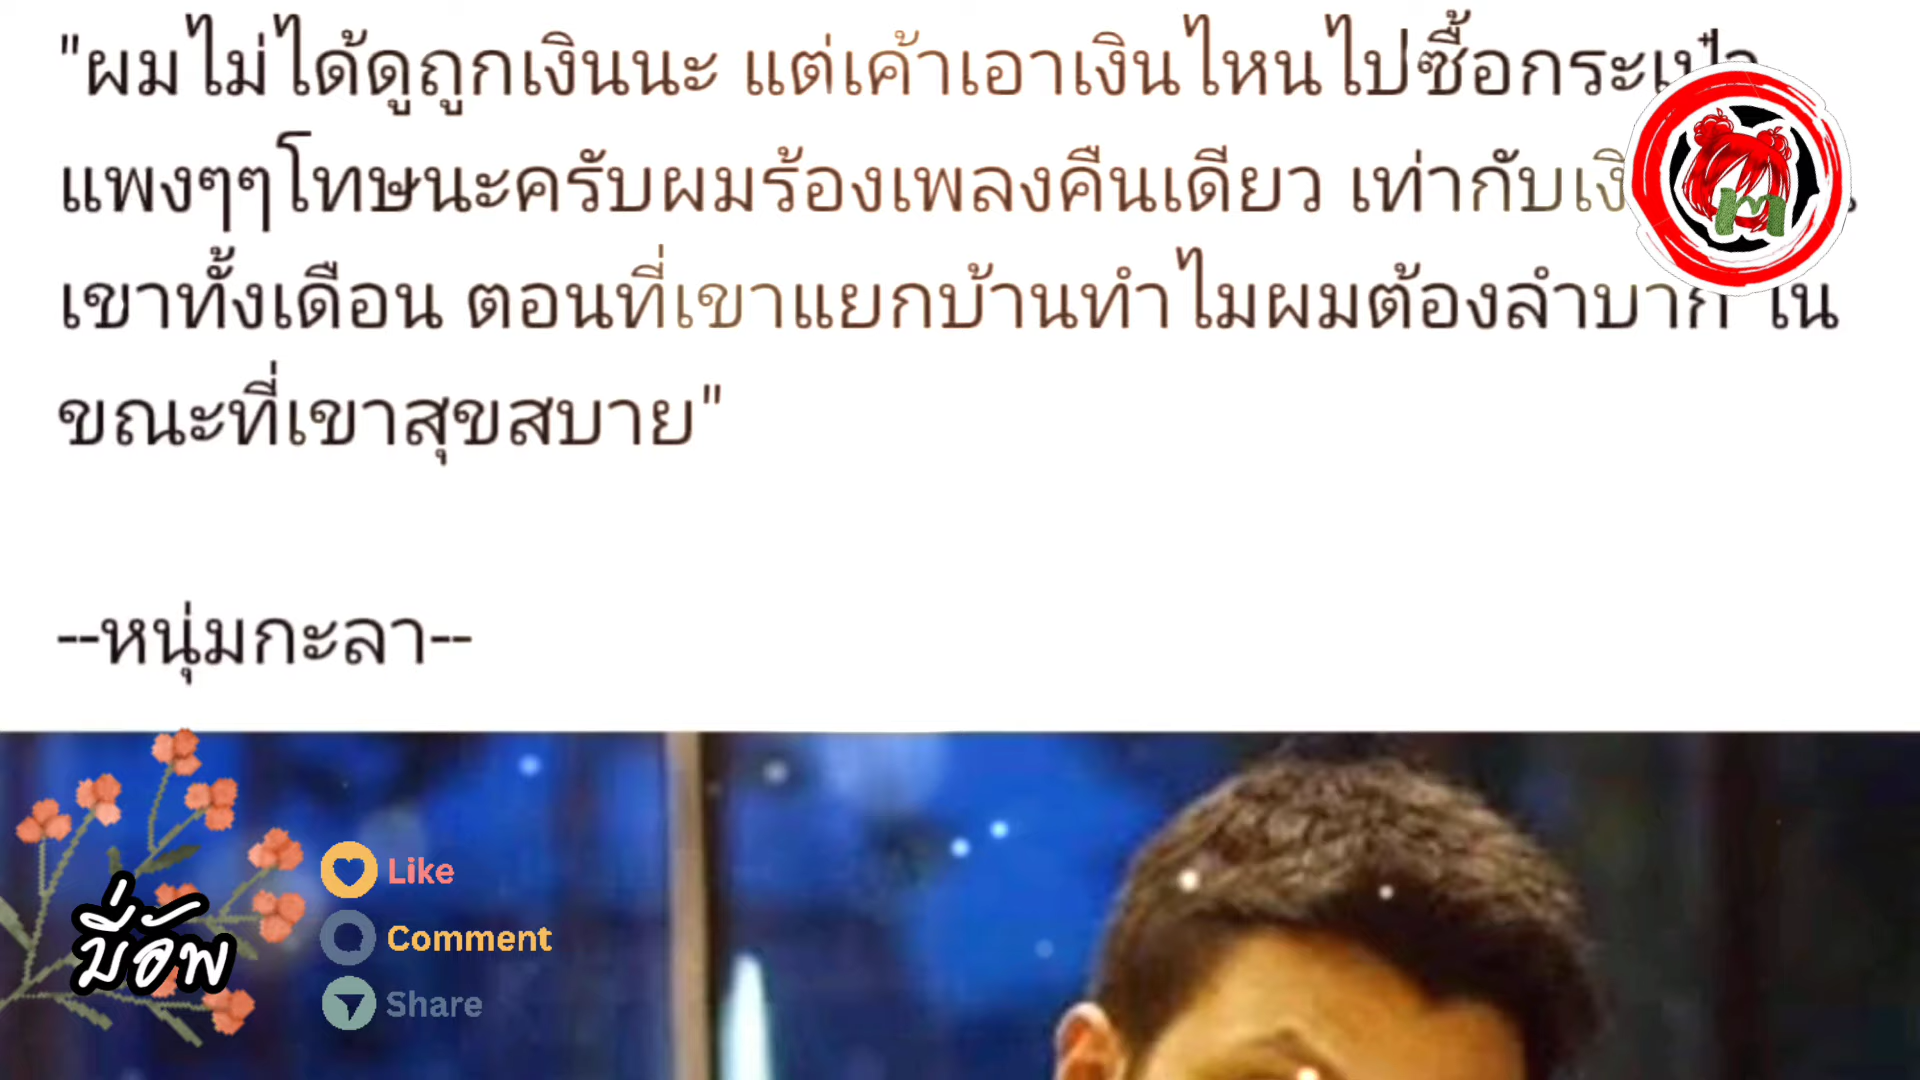 "ผมไม่ได้ดูถูกเงินนะ แต่เค้าเอาเงินไหนไปซื้อกระเป๋า
แพงๆๆโทษนะครับผมร้องเพลงคืนเดียว เท่ากับ
เขาทั้งเดือน ตอนที่เขาแยกบ้านทำไมผมต้องลำบาก ใน
ขณะที่เขาสุขสบาย"
--หนุ่มกะลา--
Like
บี่อัพ
Comment
Share